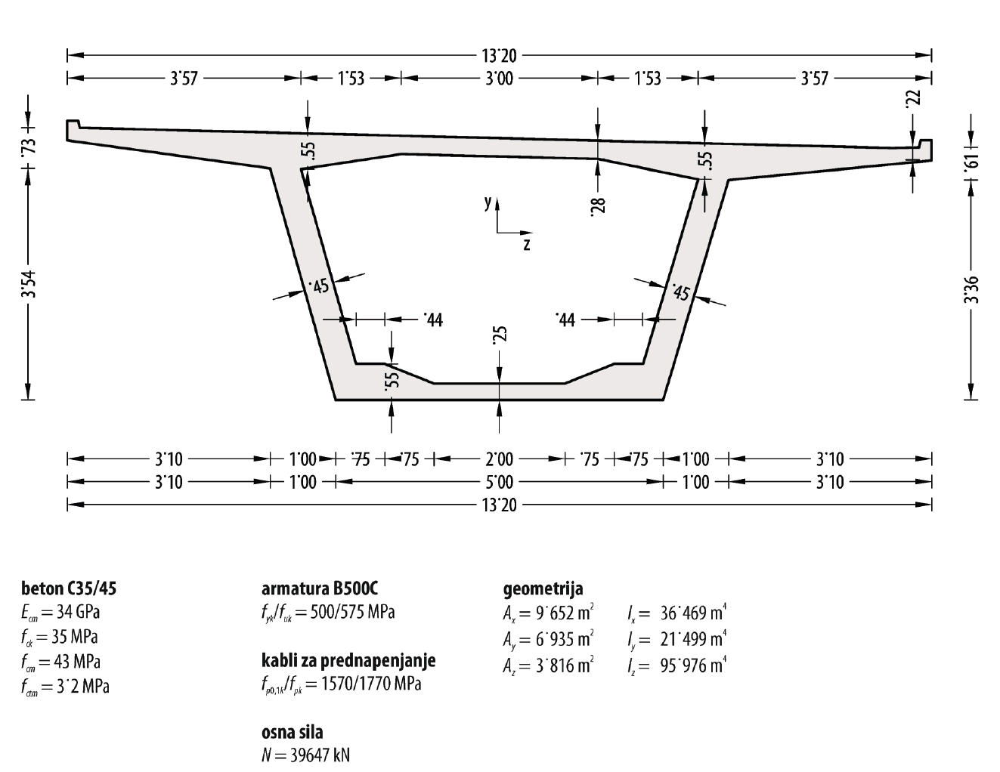 13˙20
3˙57 1˙53 3˙00 1˙53 3˙57
˙22
˙73 ˙55 ˙55 ˙61
y
˙28
z
3˙54 ˙45 ˙45 3˙36
˙44 ˙44
˙25
˙55
3˙10 1˙00 ˙75 ˙75 2˙00 ˙75 ˙75 1˙00 3˙10
3˙10 1˙00 5˙00 1˙00 3˙10
13˙20
beton C35/45
E_cm = 34 GPa
f_ck = 35 MPa
f_cm = 43 MPa
f_ctm = 3˙2 MPa
armatura B500C
f_yk/f_uk = 500/575 MPa
kabli za prednapenjanje
f_p0,1k/f_pk = 1570/1770 MPa
osna sila
N = 39647 kN
geometrija
A_x = 9˙652 m² I_x = 36˙469 m⁴
A_y = 6˙935 m² I_y = 21˙499 m⁴
A_z = 3˙816 m² I_z = 95˙976 m⁴